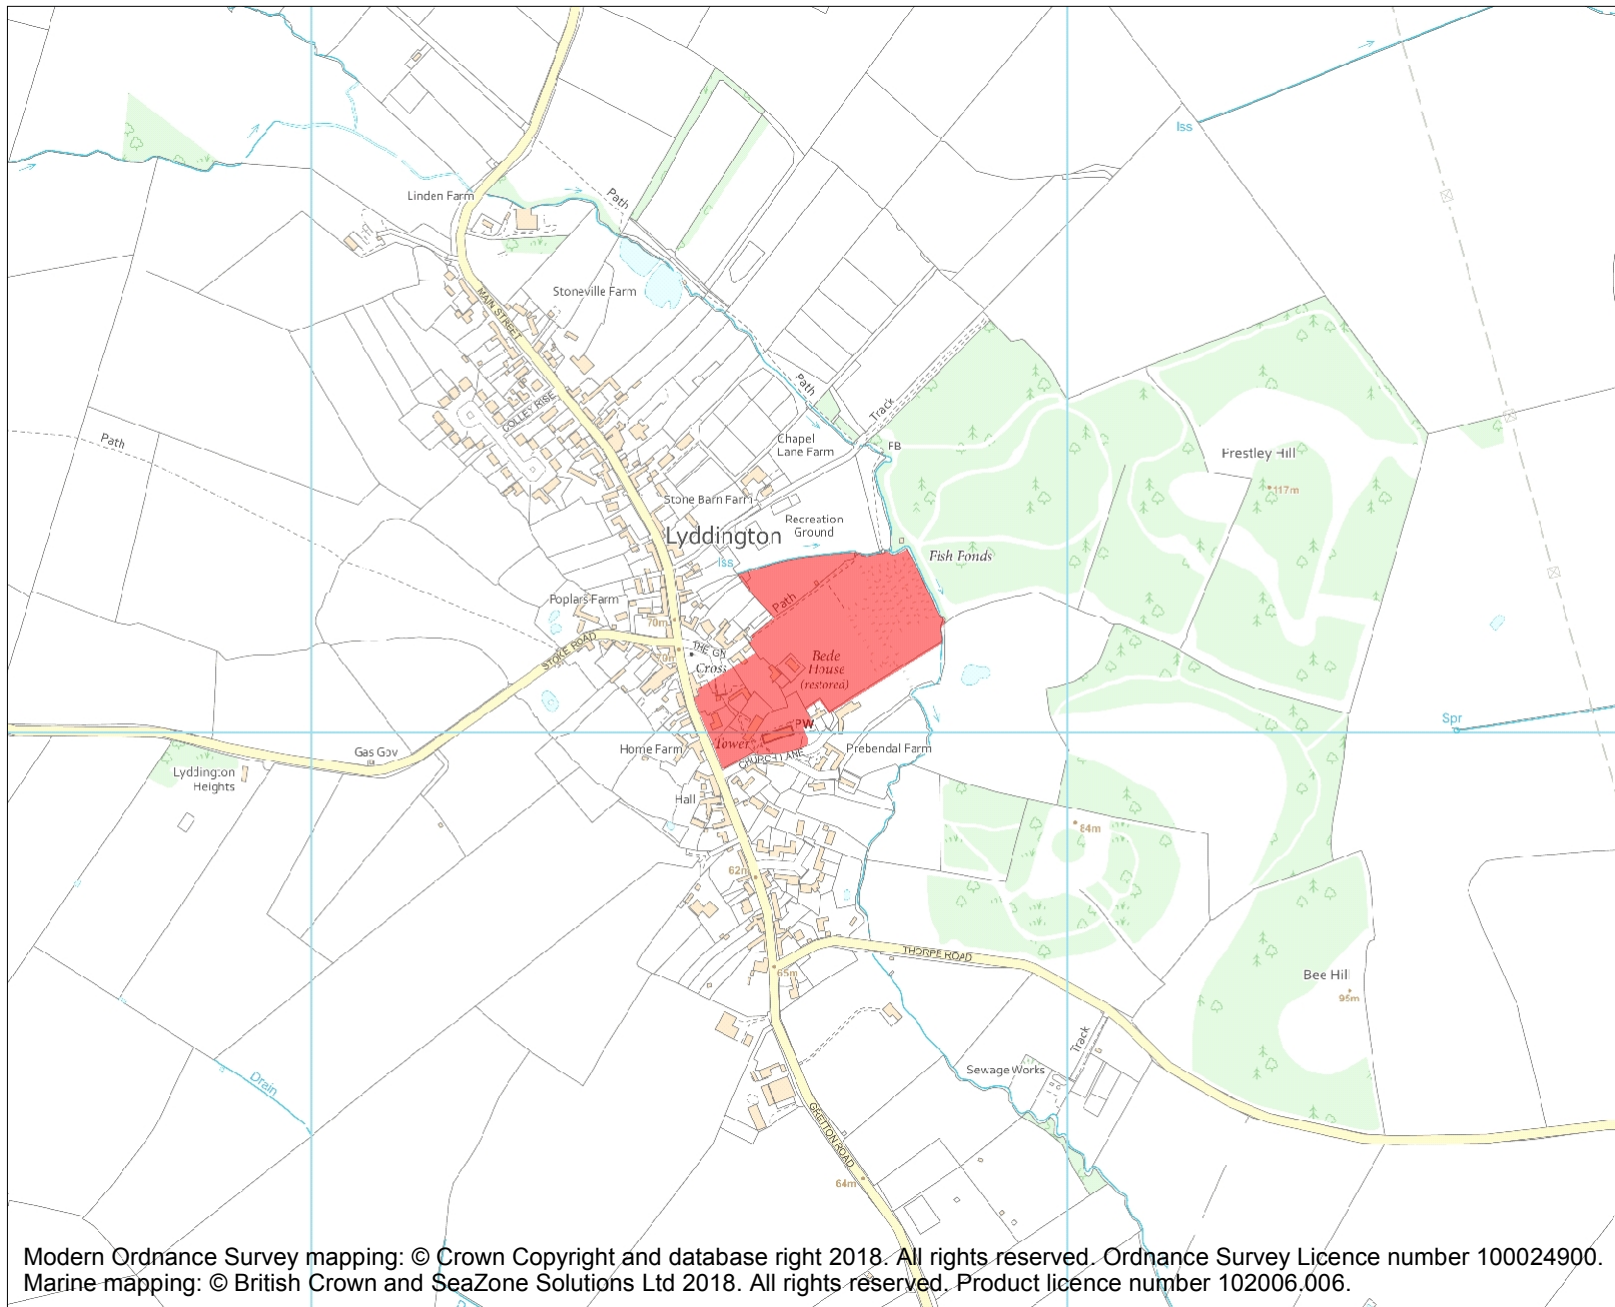 Iss
Linden Farm
Path
MAIN STREET
Stoneville Farm
COLLEY RISE
Path
Path
Track
FB
Chapel
Lane Farm
Frestley Hill
117m
Stone Barn Farm
Recreation
Ground
Lyddington
Iss
Fish Ponds
Poplars Farm
Path
70m
STOKE ROAD
THE GN
70m
Cross
Bede
House
(restored)
PW
Tower
Spr
Gas Gov
Home Farm
CHURCH LANE
Prebendal Farm
Lyddington
Heights
Hall
84m
62m
THORPE ROAD
65m
Bee Hill
95m
Track
Sewage Works
Drain
GRETTON ROAD
64m
Modern Ordnance Survey mapping: © Crown Copyright and database right 2018. All rights reserved. Ordnance Survey Licence number 100024900.
Marine mapping: © British Crown and SeaZone Solutions Ltd 2018. All rights reserved. Product licence number 102006.006.